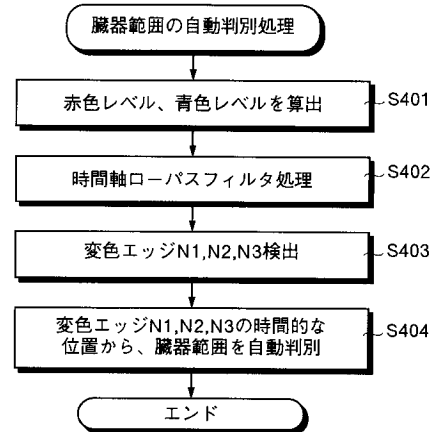 臓器範囲の自動判別処理
赤色レベル、青色レベルを算出
S401
時間軸ローパスフィルタ処理
S402
変色エッジN1,N2,N3検出
S403
変色エッジN1,N2,N3の時間的な
位置から、臓器範囲を自動判別
S404
エンド